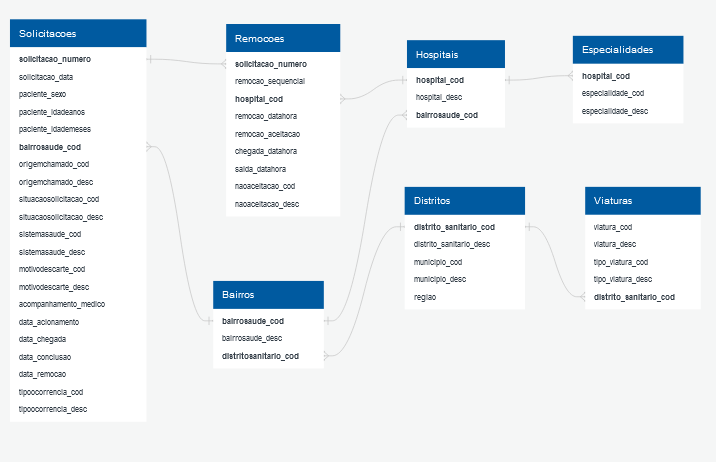 Solicitacoes
solicitacao_numero
solicitacao_data
paciente_sexo
paciente_idadeanos
paciente_idademeses
bairrosaude_cod
origemchamado_cod
origemchamado_desc
situacaosolicitacao_cod
situacaosolicitacao_desc
sistemasaude_cod
sistemasaude_desc
motivodescarte_cod
motivodescarte_desc
acompanhamento_medico
data_acionamento
data_chegada
data_conclusao
data_remocao
tipoocorrencia_cod
tipoocorrencia_desc
Remocoes
solicitacao_numero
remocao_sequencial
hospital_cod
remocao_datahora
remocao_aceitacao
chegada_datahora
saida_datahora
naoaceitacao_cod
naoaceitacao_desc
Hospitais
hospital_cod
hospital_desc
bairrosaude_cod
Especialidades
hospital_cod
especialidade_cod
especialidade_desc
Bairros
bairrosaude_cod
bairrosaude_desc
distritosanitario_cod
Distritos
distrito_sanitario_cod
distrito_sanitario_desc
municipio_cod
municipio_desc
regiao
Viaturas
viatura_cod
viatura_desc
tipo_viatura_cod
tipo_viatura_desc
distrito_sanitario_cod